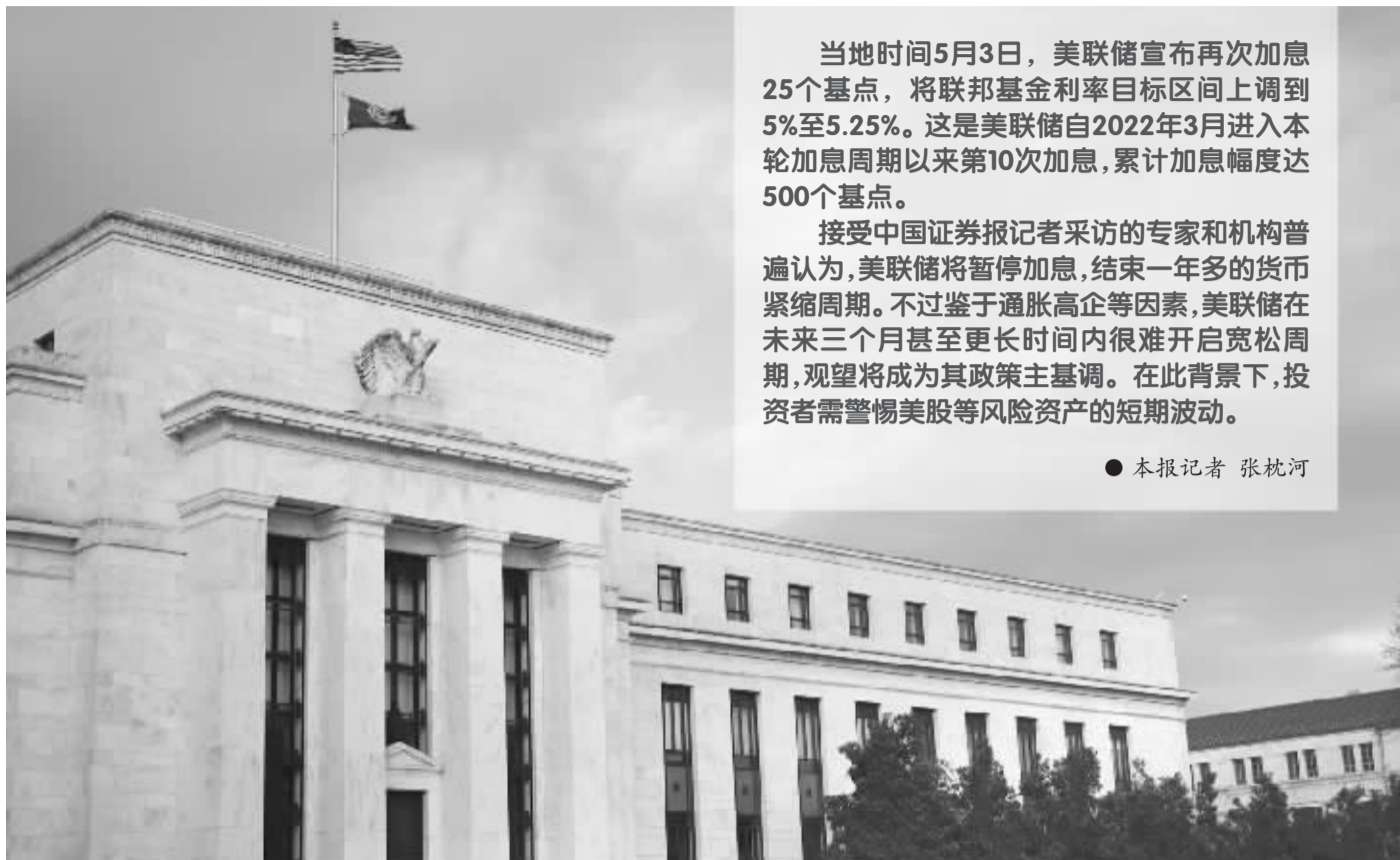 当地时间5月3日，美联储宣布再次加息
25个基点，将联邦基金利率目标区间上调到
5%至5.25%。这是美联储自2022年3月进入本
轮加息周期以来第10次加息，累计加息幅度达
500个基点。
接受中国证券报记者采访的专家和机构普
遍认为，美联储将暂停加息，结束一年多的货币
紧缩周期。不过鉴于通胀高企等因素，美联储在
未来三个月甚至更长时间内很难开启宽松周
期，观望将成为其政策主基调。在此背景下，投
资者需警惕美股等风险资产的短期波动。
● 本报记者 张枕河